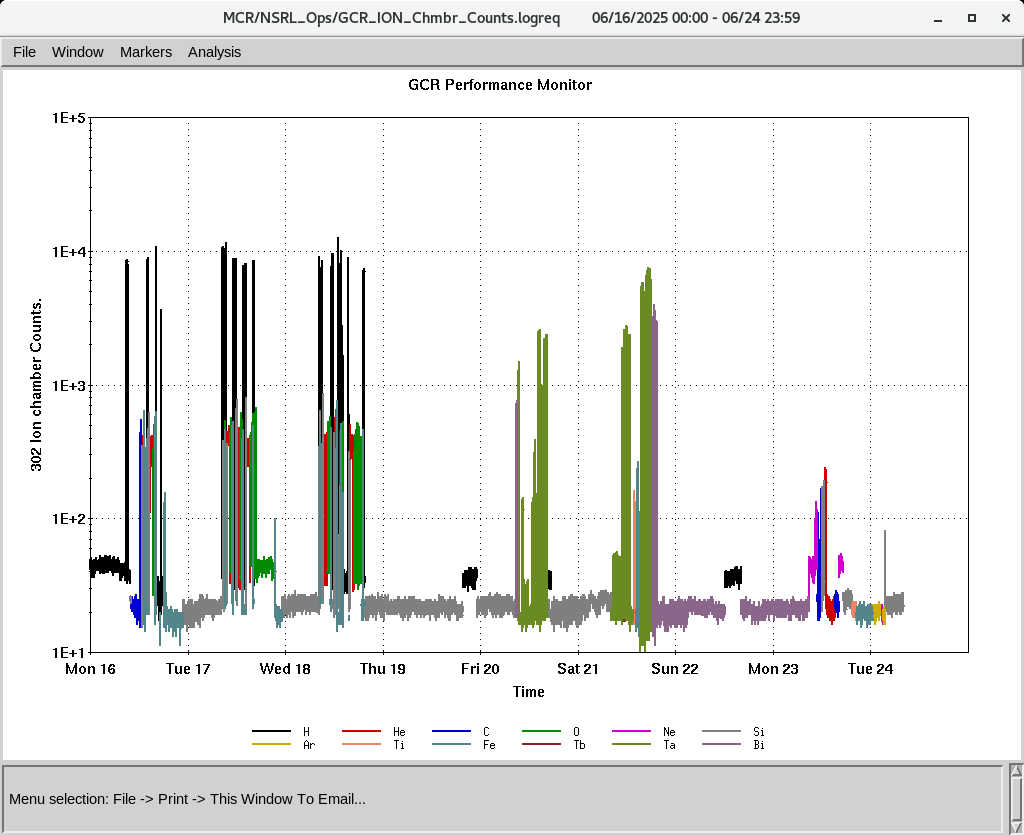 MCR/NSRL_Ops/GCR_ION_Chmbr_Counts.logreq 06/16/2025 00:00 - 06/24 23:59
File Window Markers Analysis
GCR Performance Monitor
1E+5
1E+4
1E+3
1E+2
1E+1
302 Ion chamber Counts.
Mon 16 Tue 17 Wed 18 Thu 19 Fri 20 Sat 21 Sun 22 Mon 23 Tue 24
Time
H He C O Ne Si
Ar Ti Fe Tb Ta Bi
Menu selection: File -> Print -> This Window To Email...